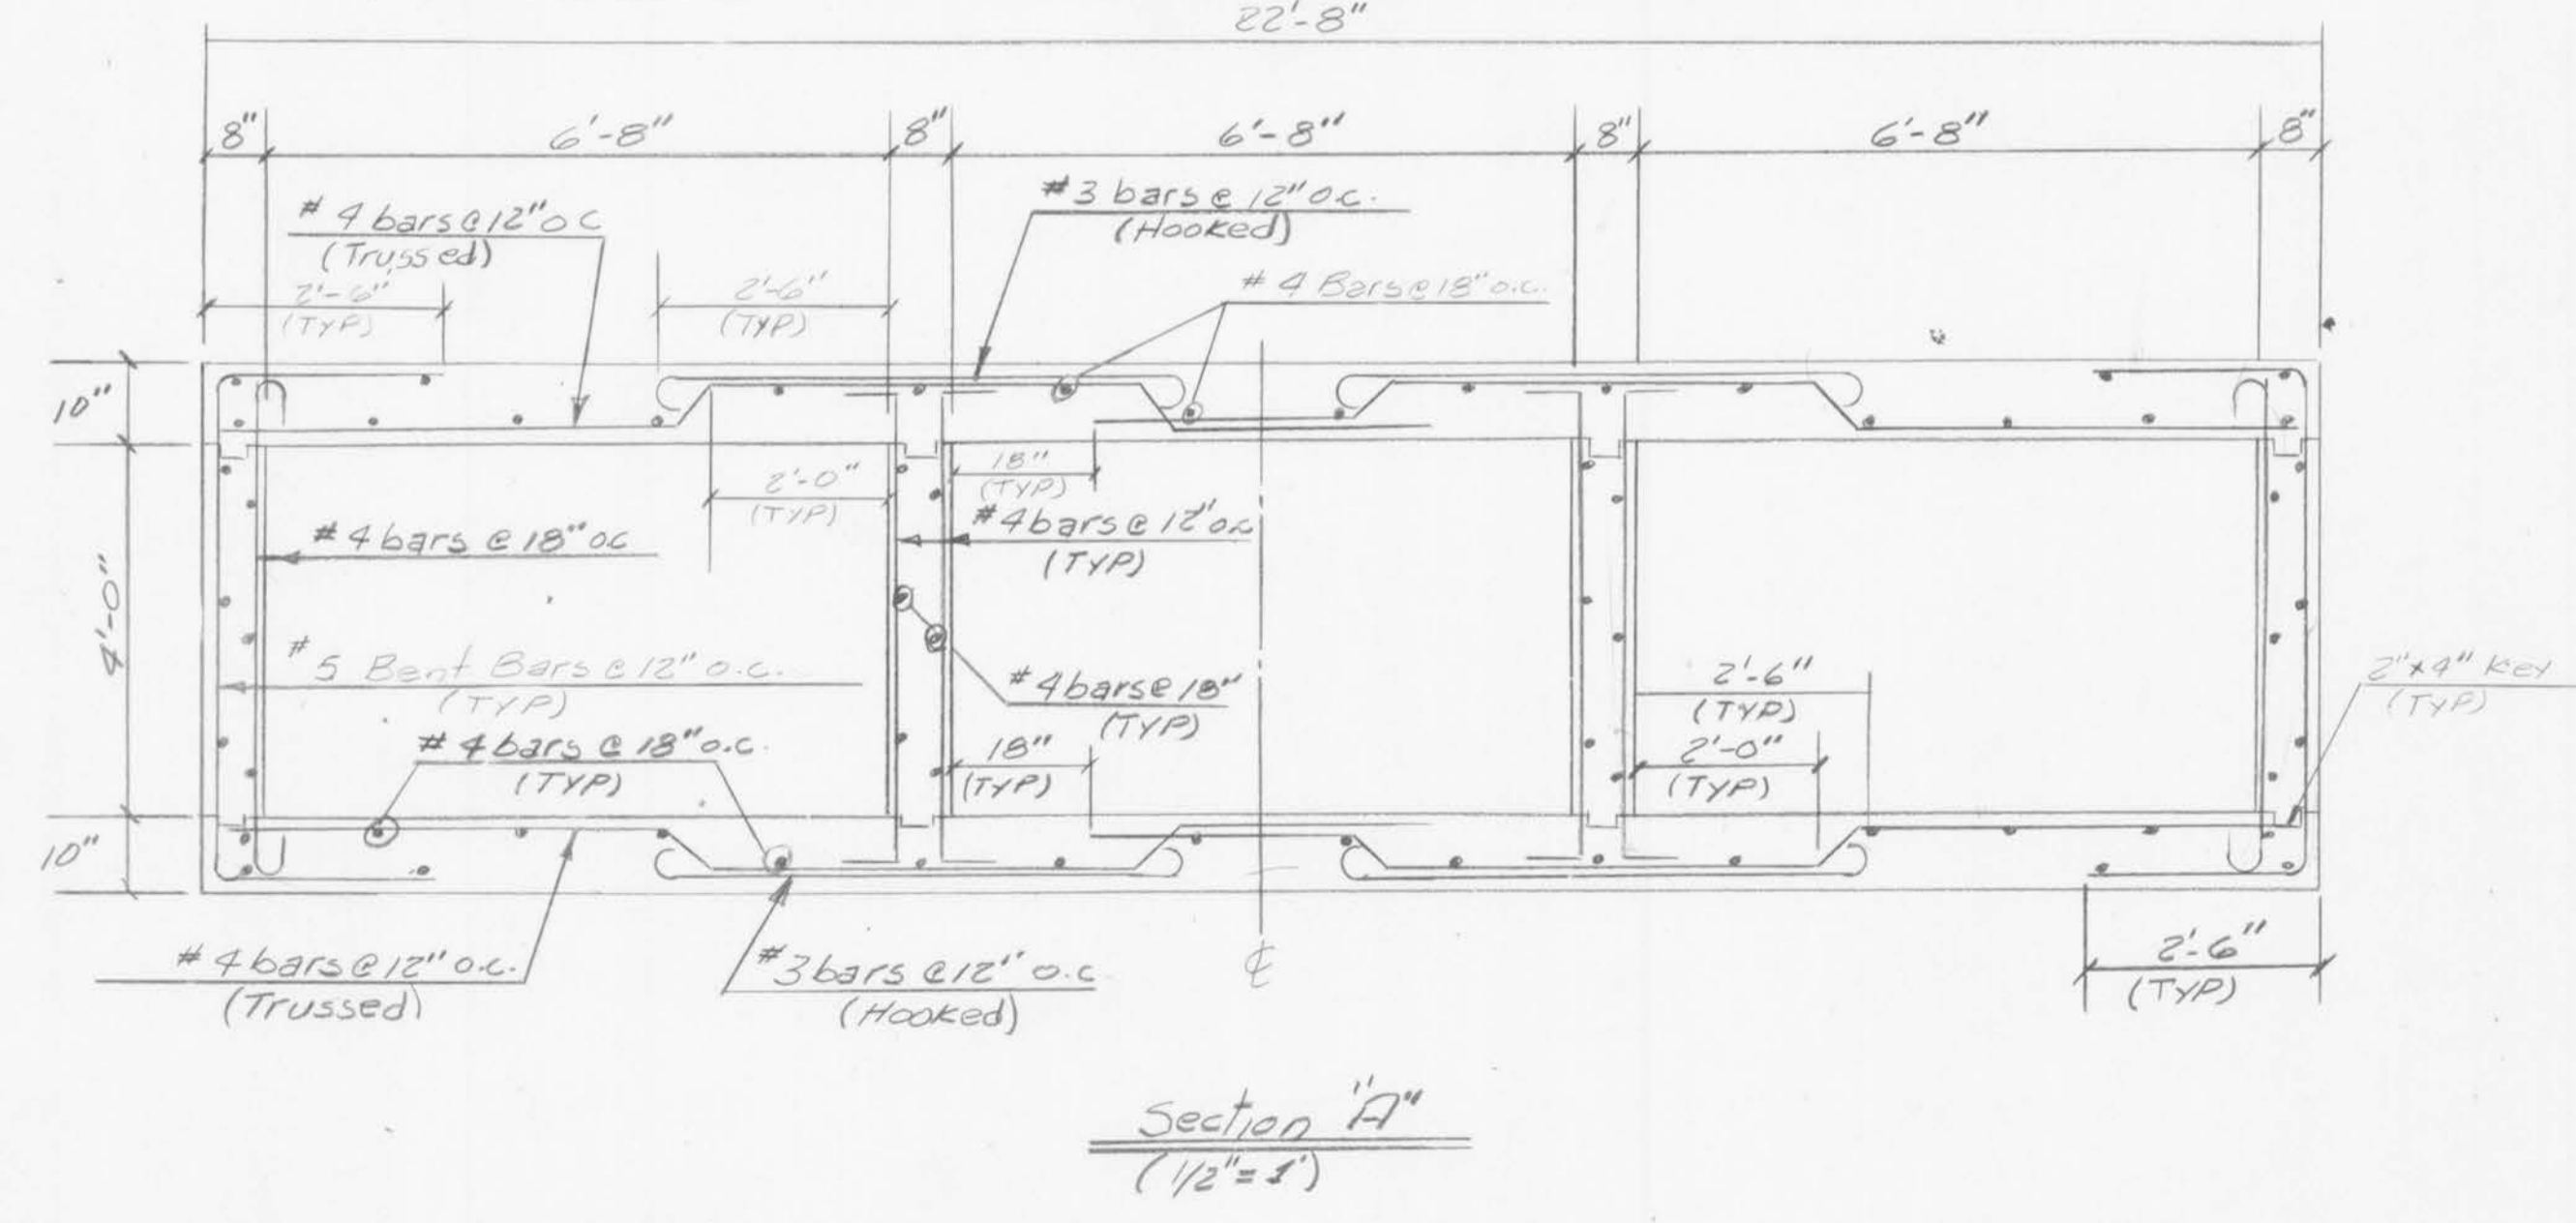 22'-8"
8" 6'-8" 8" 6'-8" 8" 6'-8" 8"
# 4 bars @ 12" o c
(Trussed)
#3 bars @ 12" o.c.
(Hooked)
2'-6"
(TYP)
2'-6"
(TYP)
# 4 Bars @ 18" o.c.
10"
18"
(TYP)
2'-0"
(TYP)
#4 bars @ 12" o.c
(TYP)
# 4 bars @ 18" oc
4'-0"
# 5 Bent Bars @ 12" o.c.
(TYP)
#4 bars @ 18"
(TYP)
2'-6"
(TYP)
2'-0"
(TYP)
2"x4" Key
(TYP)
# 4 bars @ 18" o.c.
(TYP)
18"
(TYP)
10"
# 4 bars @ 12" o.c.
(Trussed)
#3 bars @ 12" o.c
(Hooked)
℄
2'-6"
(TYP)
Section "A"
(1/2" = 1')